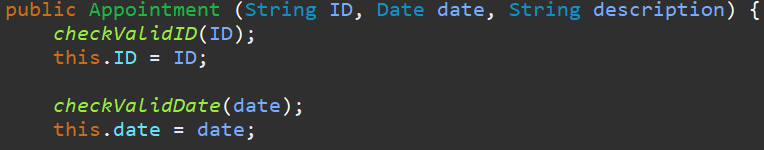 public Appointment (String ID, Date date, String description) {
checkValidID(ID);
this.ID = ID;
checkValidDate(date);
this.date = date;